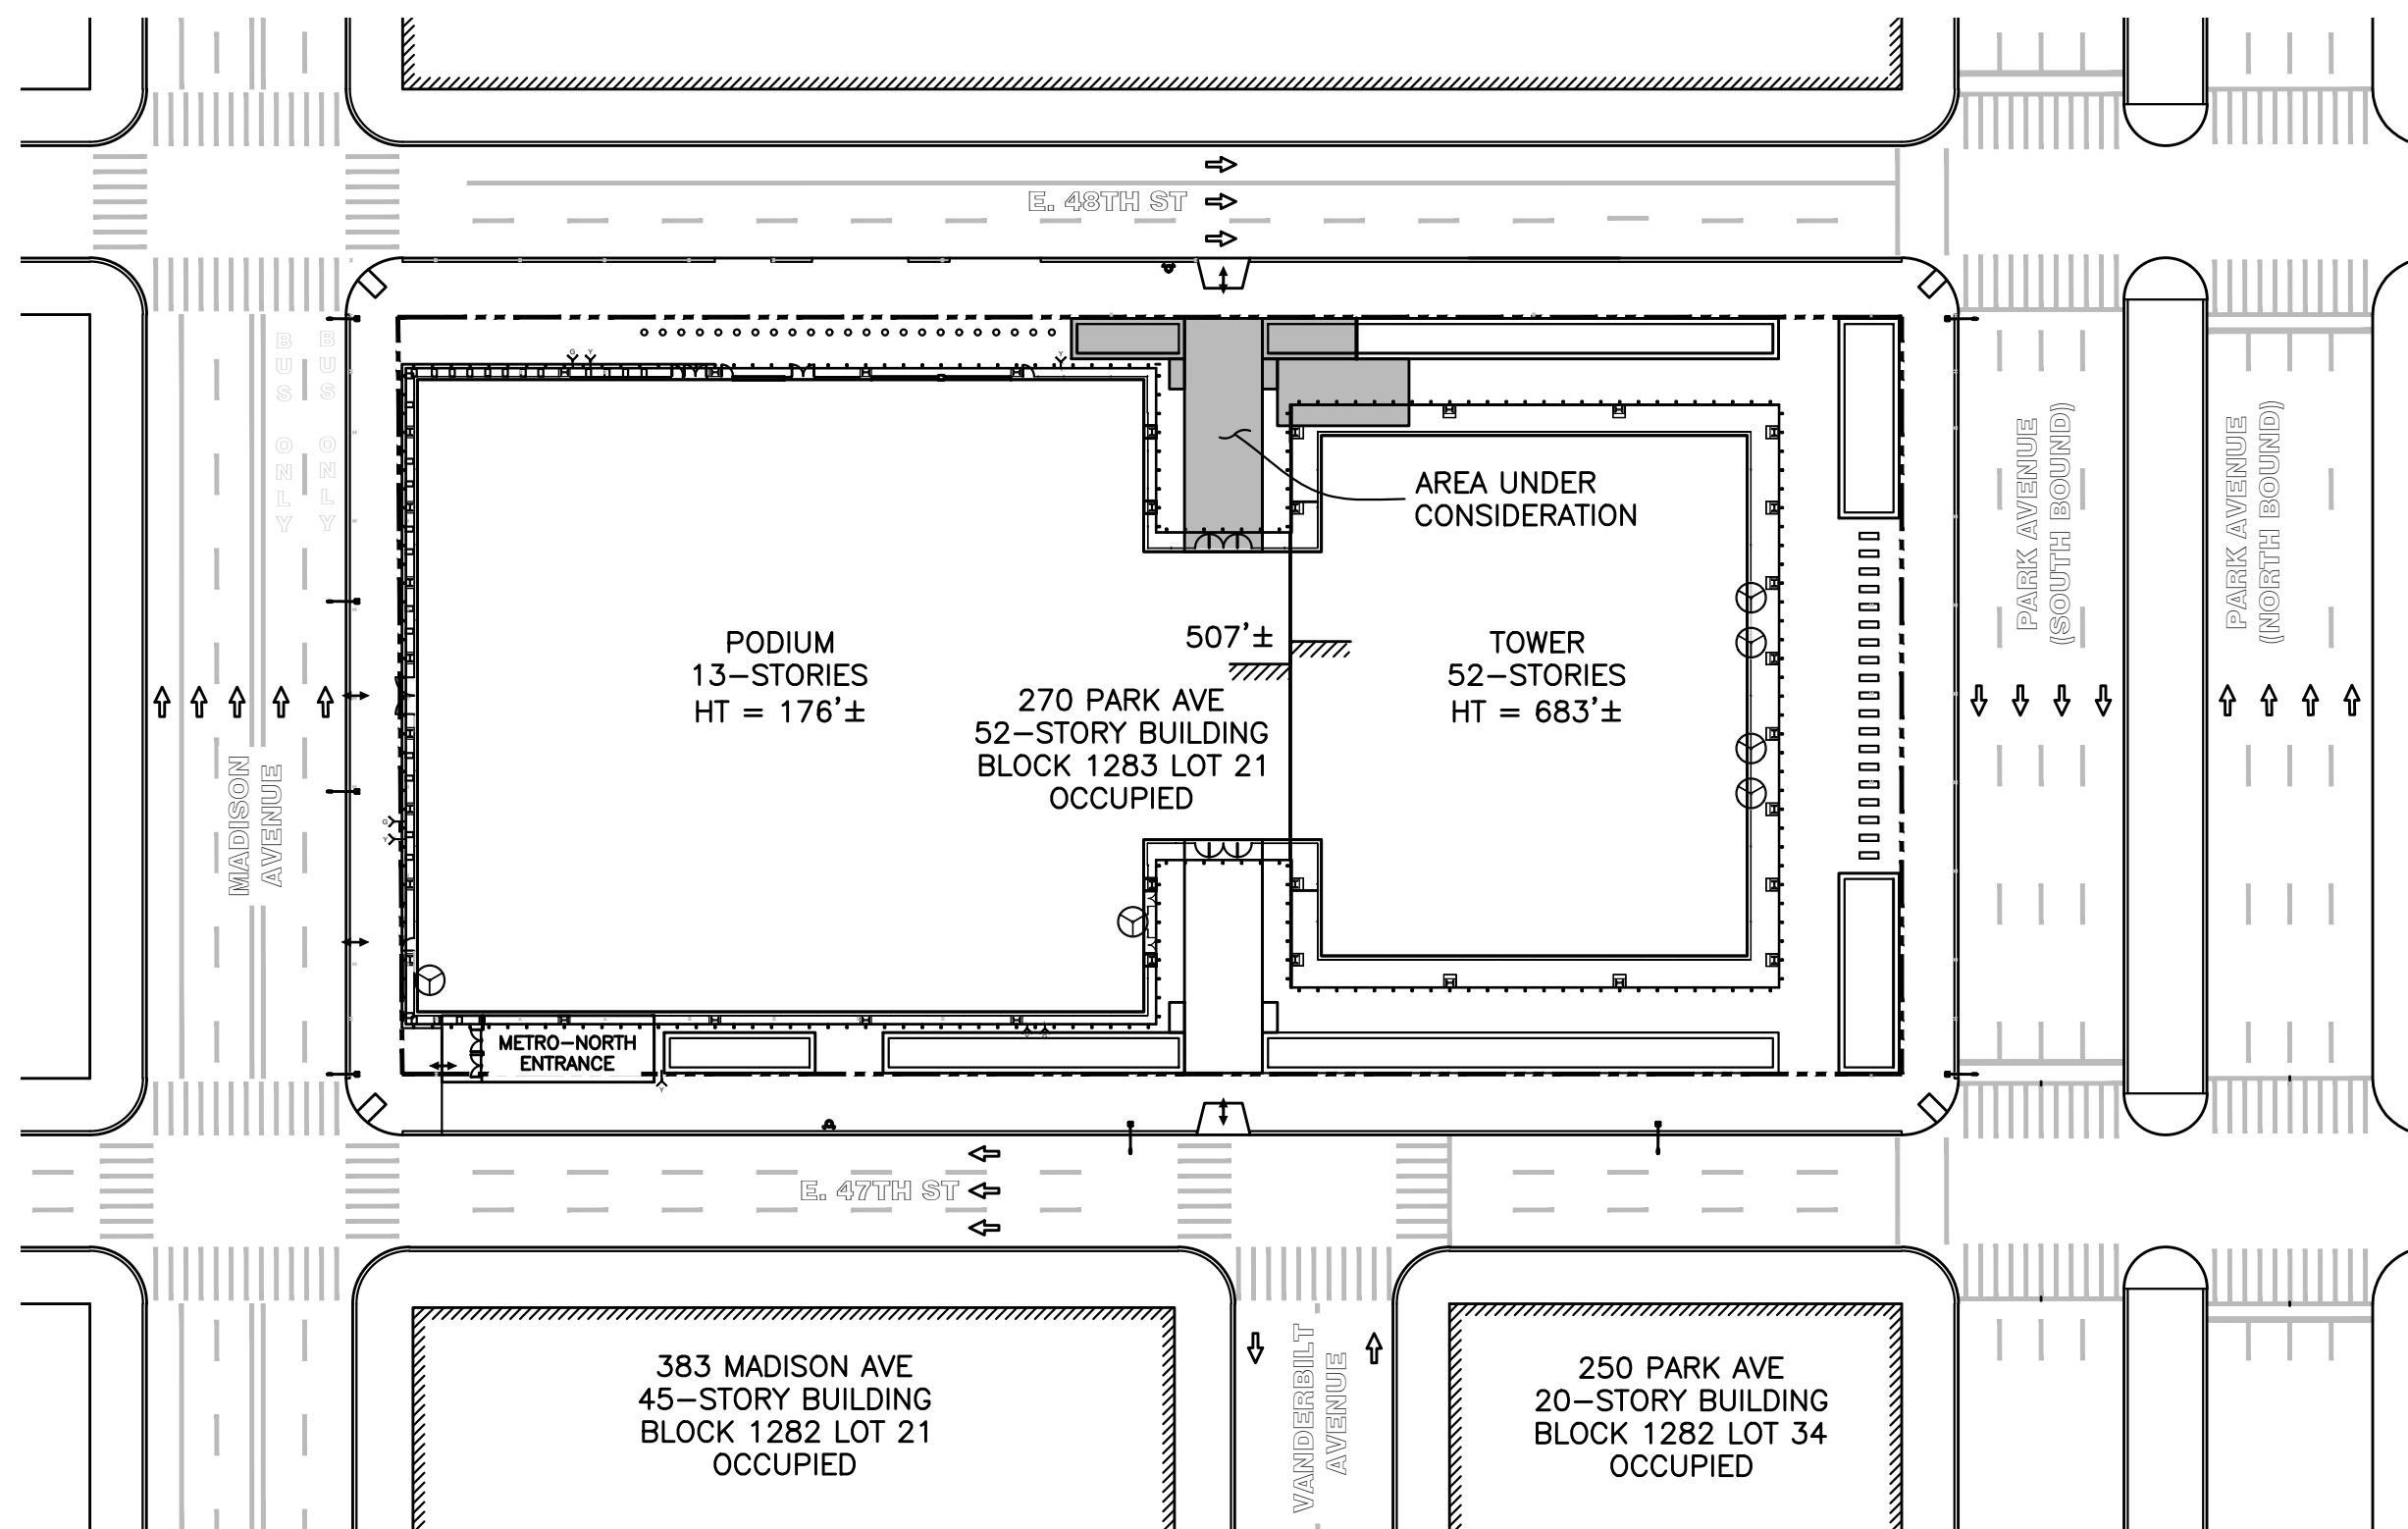 E. 48TH ST
BUS ONLY
BUS ONLY
G Y
Y
AREA UNDER
CONSIDERATION
PARK AVENUE
(SOUTH BOUND)
PARK AVENUE
(NORTH BOUND)
PODIUM
13-STORIES
HT = 176'±
507'±
TOWER
52-STORIES
HT = 683'±
270 PARK AVE
52-STORY BUILDING
BLOCK 1283 LOT 21
OCCUPIED
MADISON
AVENUE
G
Y
METRO-NORTH
ENTRANCE
Y
E. 47TH ST
383 MADISON AVE
45-STORY BUILDING
BLOCK 1282 LOT 21
OCCUPIED
VANDERBILT
AVENUE
250 PARK AVE
20-STORY BUILDING
BLOCK 1282 LOT 34
OCCUPIED